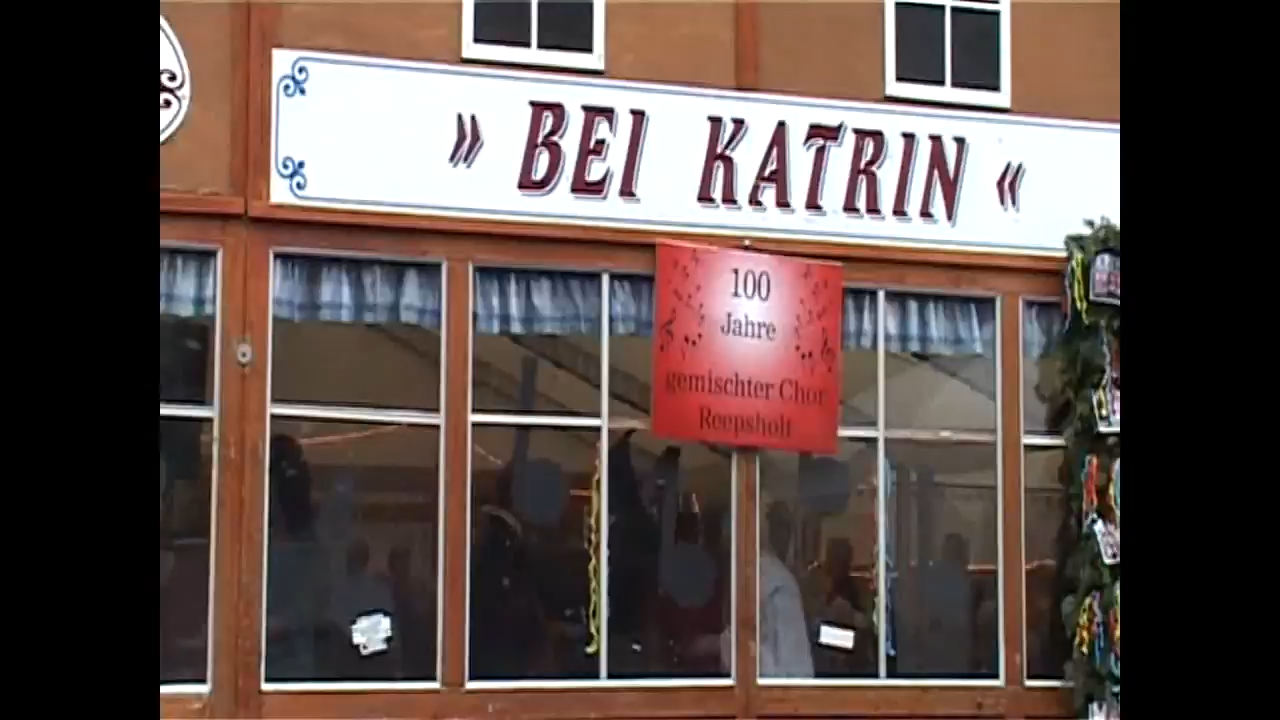 » BEI KATRIN «
100
Jahre
gemischter Chor
Reepsholt